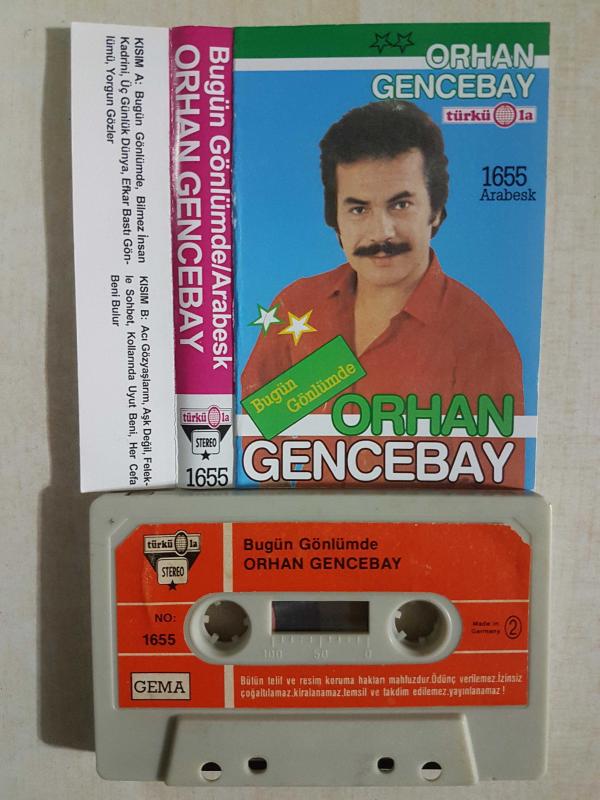 KISIM A: Bugün Gönlümde, Bilmez İnsan
Kadrini, Üç Günlük Dünya, Efkar Bastı Gön-
lümü, Yorgun Gözler
KISIM B: Acı Gözyaşlarım, Aşk Değil, Felek-
le Sohbet, Kollarında Uyut Beni, Her Cefa
Beni Bulur
Bugün Gönlümde/Arabesk
ORHAN GENCEBAY
türkü la
STEREO
1655
ORHAN
GENCEBAY
türkü la
1655
Arabesk
Bugün
Gönlümde
ORHAN
GENCEBAY
türkü la
STEREO
Bugün Gönlümde
ORHAN GENCEBAY
NO:
1655
100 50 0
Made in
Germany
2
GEMA
Bütün telif ve resim koruma hakları mahfuzdur.Ödünç verilemez.İzinsiz
çoğaltılamaz,kiralanamaz,temsil ve takdim edilemez,yayınlanamaz!